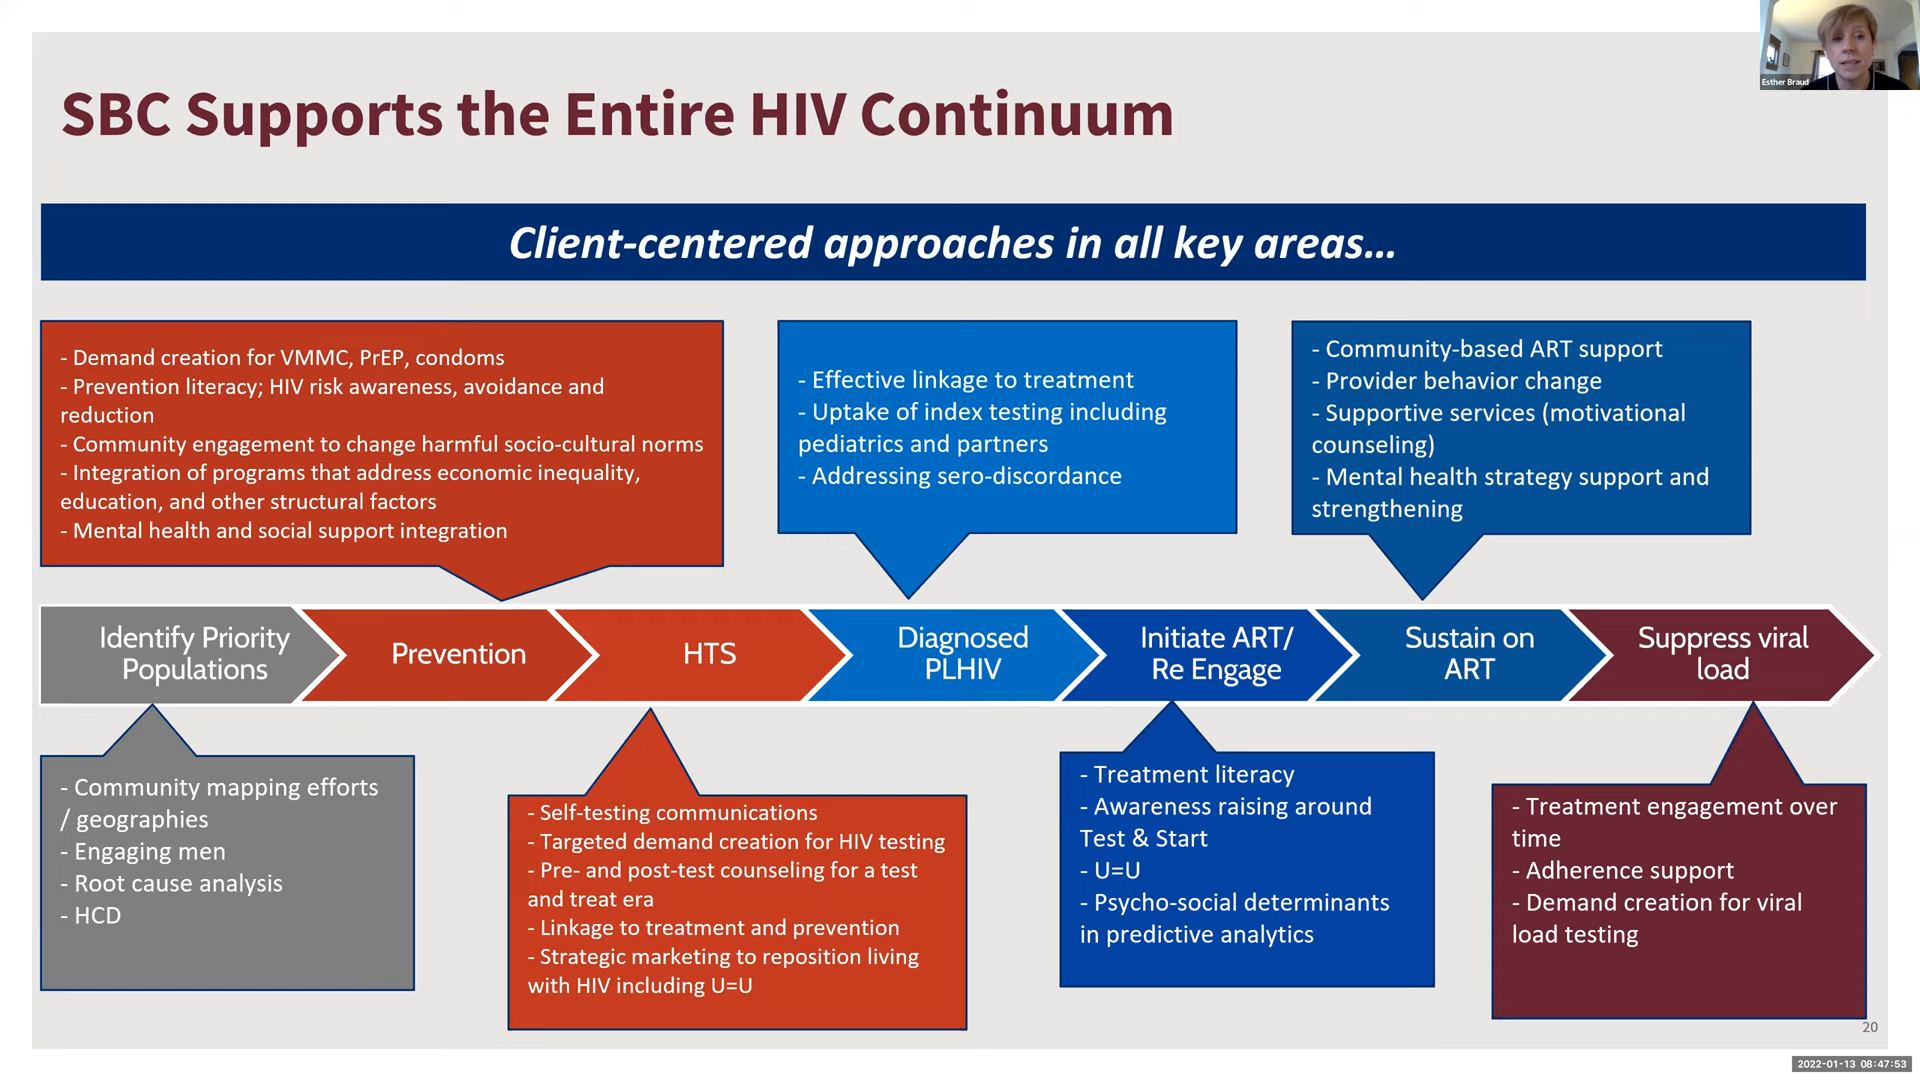 Esther Braud
SBC Supports the Entire HIV Continuum
Client-centered approaches in all key areas...
- Demand creation for VMMC, PrEP, condoms
- Prevention literacy; HIV risk awareness, avoidance and
reduction
- Community engagement to change harmful socio-cultural norms
- Integration of programs that address economic inequality,
education, and other structural factors
- Mental health and social support integration
- Effective linkage to treatment
- Uptake of index testing including
pediatrics and partners
- Addressing sero-discordance
- Community-based ART support
- Provider behavior change
- Supportive services (motivational
counseling)
- Mental health strategy support and
strengthening
Identify Priority
Populations
Prevention
HTS
Diagnosed
PLHIV
Initiate ART/
Re Engage
Sustain on
ART
Suppress viral
load
- Community mapping efforts
/ geographies
- Engaging men
- Root cause analysis
- HCD
- Self-testing communications
- Targeted demand creation for HIV testing
- Pre- and post-test counseling for a test
and treat era
- Linkage to treatment and prevention
- Strategic marketing to reposition living
with HIV including U=U
- Treatment literacy
- Awareness raising around
Test & Start
- U=U
- Psycho-social determinants
in predictive analytics
- Treatment engagement over
time
- Adherence support
- Demand creation for viral
load testing
20
2022-01-13 08:47:53